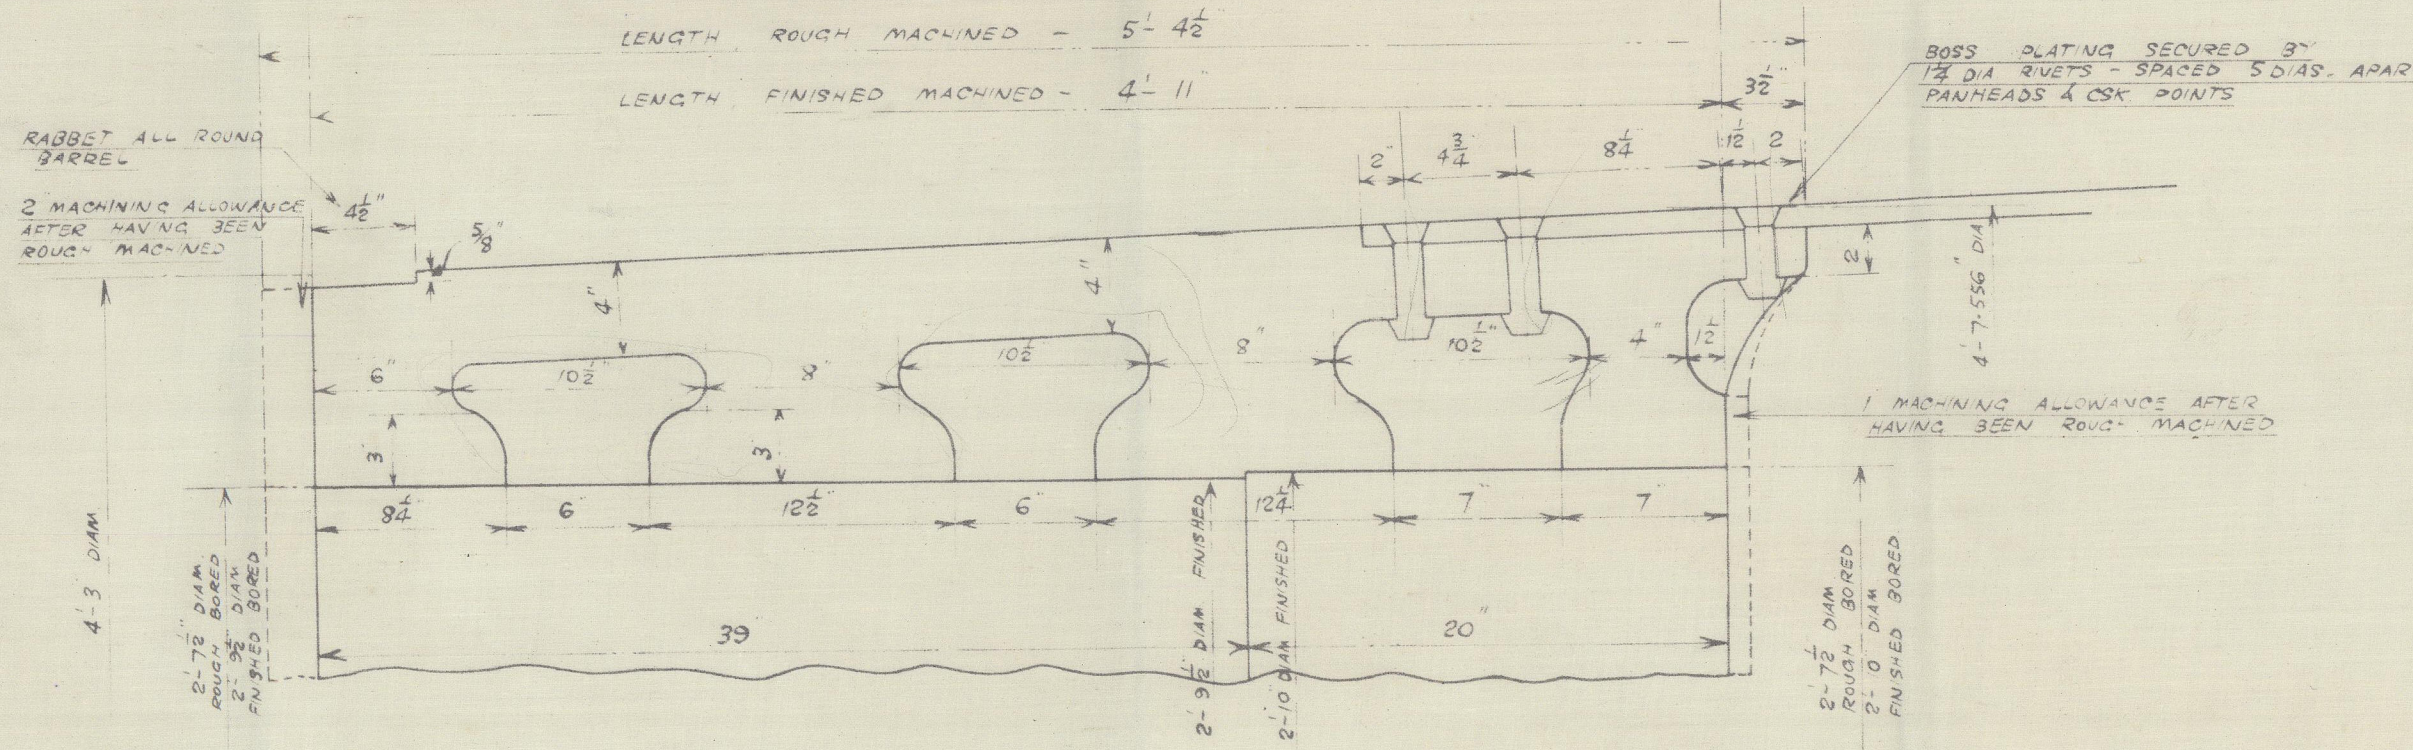 LENGTH ROUGH MACHINED - 5'- 4½"
LENGTH FINISHED MACHINED - 4'- 11"
BOSS PLATING SECURED BY
1¼ DIA RIVETS - SPACED 5 DIAS. APAR
PANHEADS & CSK. POINTS
3½"
RABBET ALL ROUND
BARREL
2" 4¾ 8¼" 1½ 2
2 MACHINING ALLOWANCE
AFTER HAVING BEEN
ROUGH MACHINED
4½"
5/8"
4"
4"
2
4'- 7·556" DIA
6" 10½" 8" 10½ 8" 10½" 4" 1½
1 MACHINING ALLOWANCE AFTER
HAVING BEEN ROUGH MACHINED
3
3
8¼ 6 12½ 6 12¼ 7" 7
4'-3 DIAM
2'- 7½" DIAM.
ROUGH BORED
2'- 9½" DIAM
FINISHED BORED
39 20"
2'- 9½ DIAM FINISHED
2'-10" DIAM FINISHED
2'- 7½ DIAM
ROUGH BORED
2'- 10" DIAM
FINISHED BORED